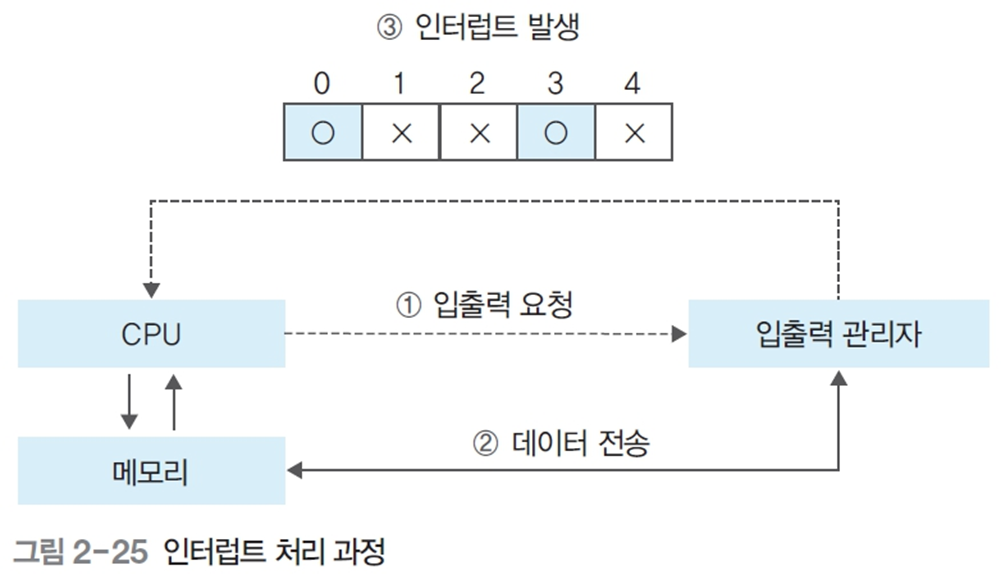 ③ 인터럽트 발생
0 1 2 3 4
○ × × ○ ×
① 입출력 요청
CPU
입출력 관리자
② 데이터 전송
메모리
그림 2-25 인터럽트 처리 과정